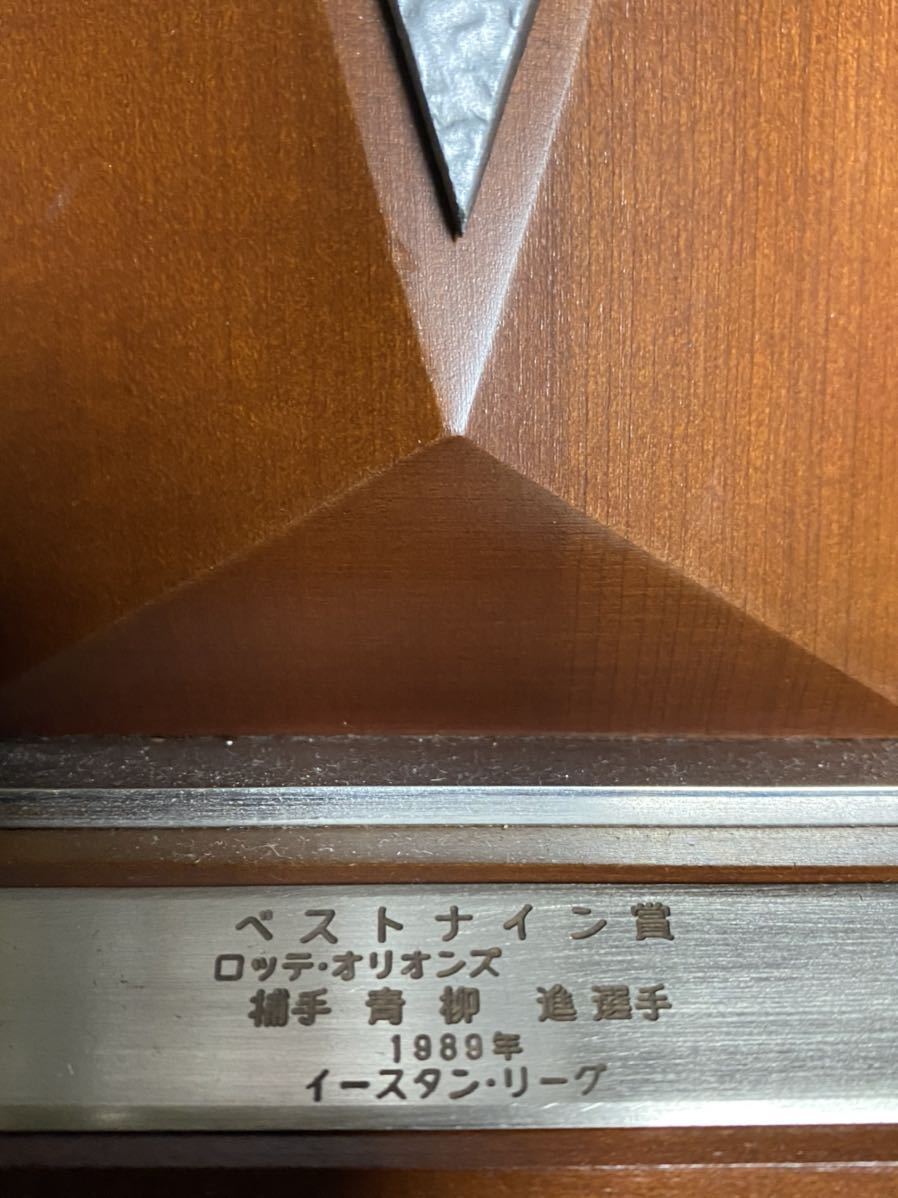 ベストナイン賞
ロッテ・オリオンズ
捕手 青柳 進選手
1989年
イースタン・リーグ